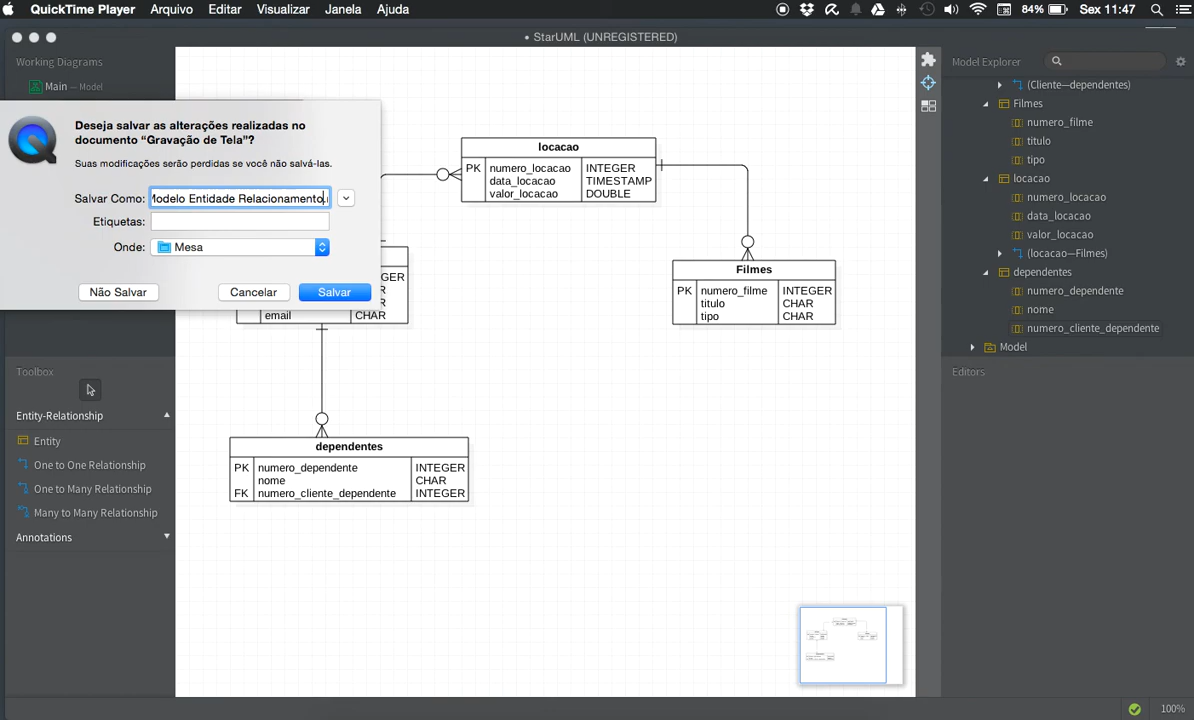 QuickTime Player Arquivo Editar Visualizar Janela Ajuda 84% Sex 11:47
• StarUML (UNREGISTERED)
Working Diagrams
Main — Model
Deseja salvar as alterações realizadas no
documento “Gravação de Tela”?
Suas modificações serão perdidas se você não salvá-las.
Salvar Como: Modelo Entidade Relacionamento.
Etiquetas:
Onde: Mesa
Não Salvar Cancelar Salvar
email CHAR
locacao
PK numero_locacao INTEGER
data_locacao TIMESTAMP
valor_locacao DOUBLE
Filmes
PK numero_filme INTEGER
titulo CHAR
tipo CHAR
dependentes
PK numero_dependente INTEGER
nome CHAR
FK numero_cliente_dependente INTEGER
Toolbox
Entity-Relationship
Entity
One to One Relationship
One to Many Relationship
Many to Many Relationship
Annotations
Model Explorer
(Cliente—dependentes)
Filmes
numero_filme
titulo
tipo
locacao
numero_locacao
data_locacao
valor_locacao
(locacao—Filmes)
dependentes
numero_dependente
nome
numero_cliente_dependente
Model
Editors
100%